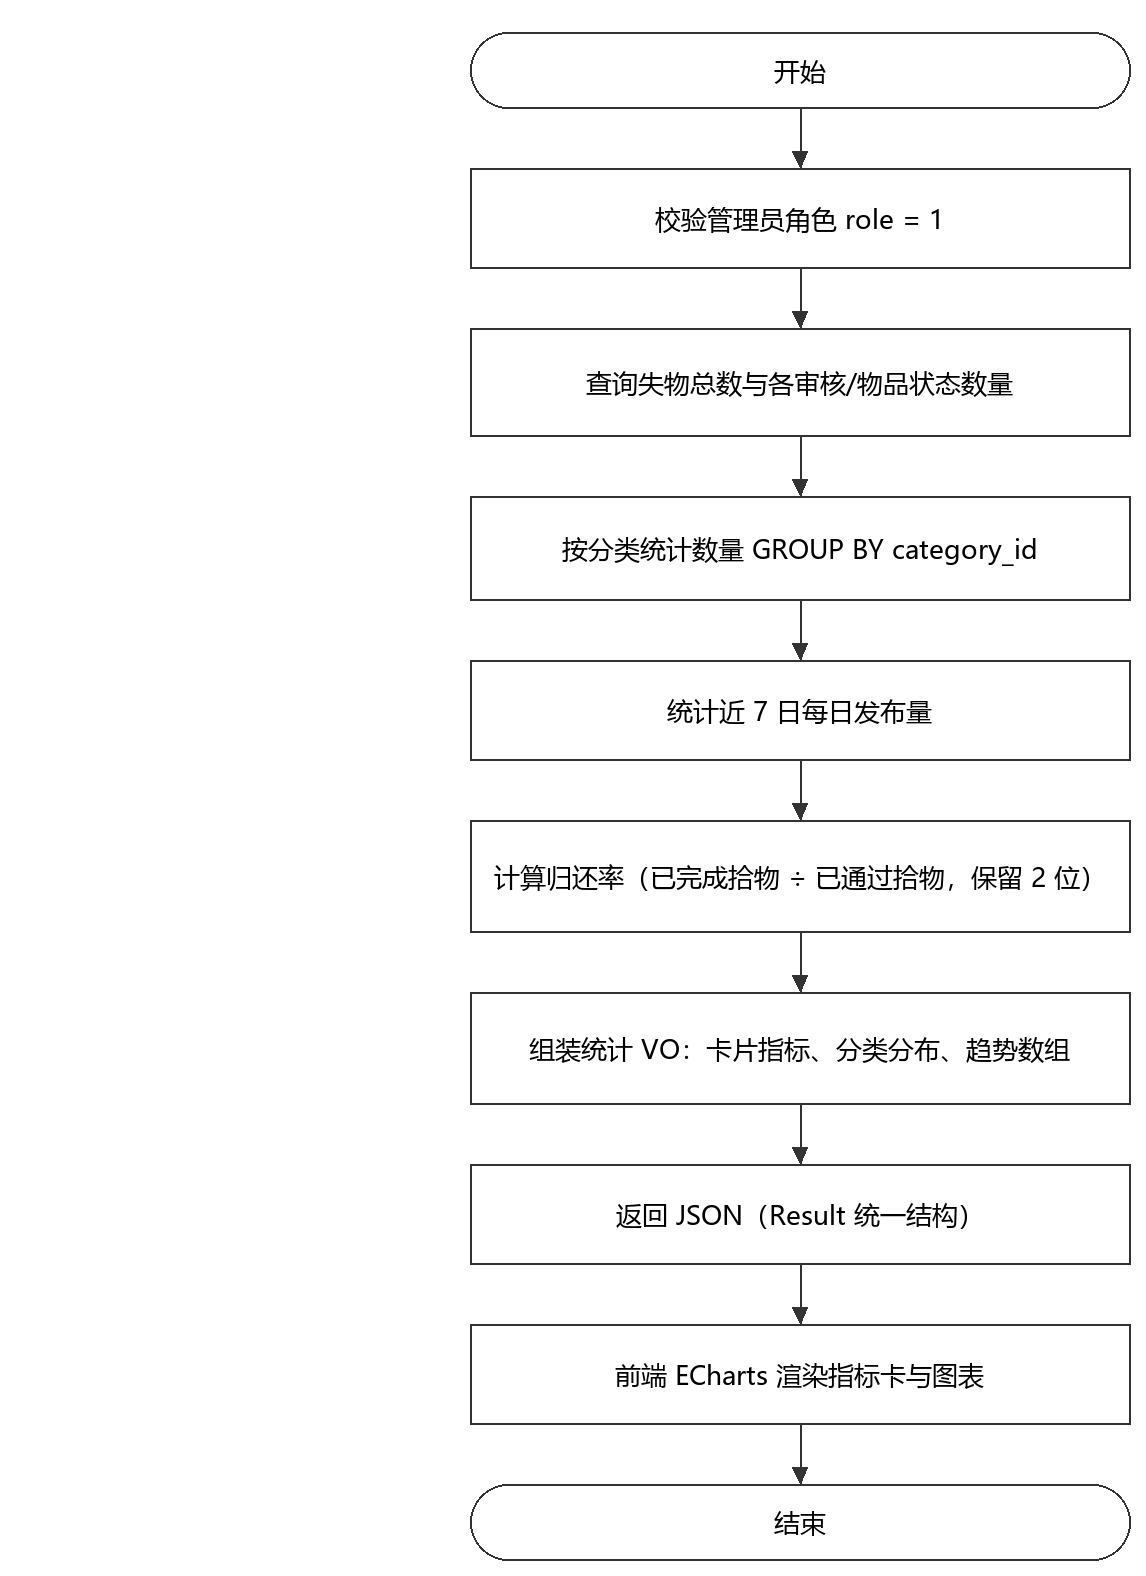 开始
校验管理员角色 role = 1
查询失物总数与各审核/物品状态数量
按分类统计数量 GROUP BY category_id
统计近 7 日每日发布量
计算归还率（已完成拾物 ÷ 已通过拾物，保留 2 位）
组装统计 VO：卡片指标、分类分布、趋势数组
返回 JSON（Result 统一结构）
前端 ECharts 渲染指标卡与图表
结束